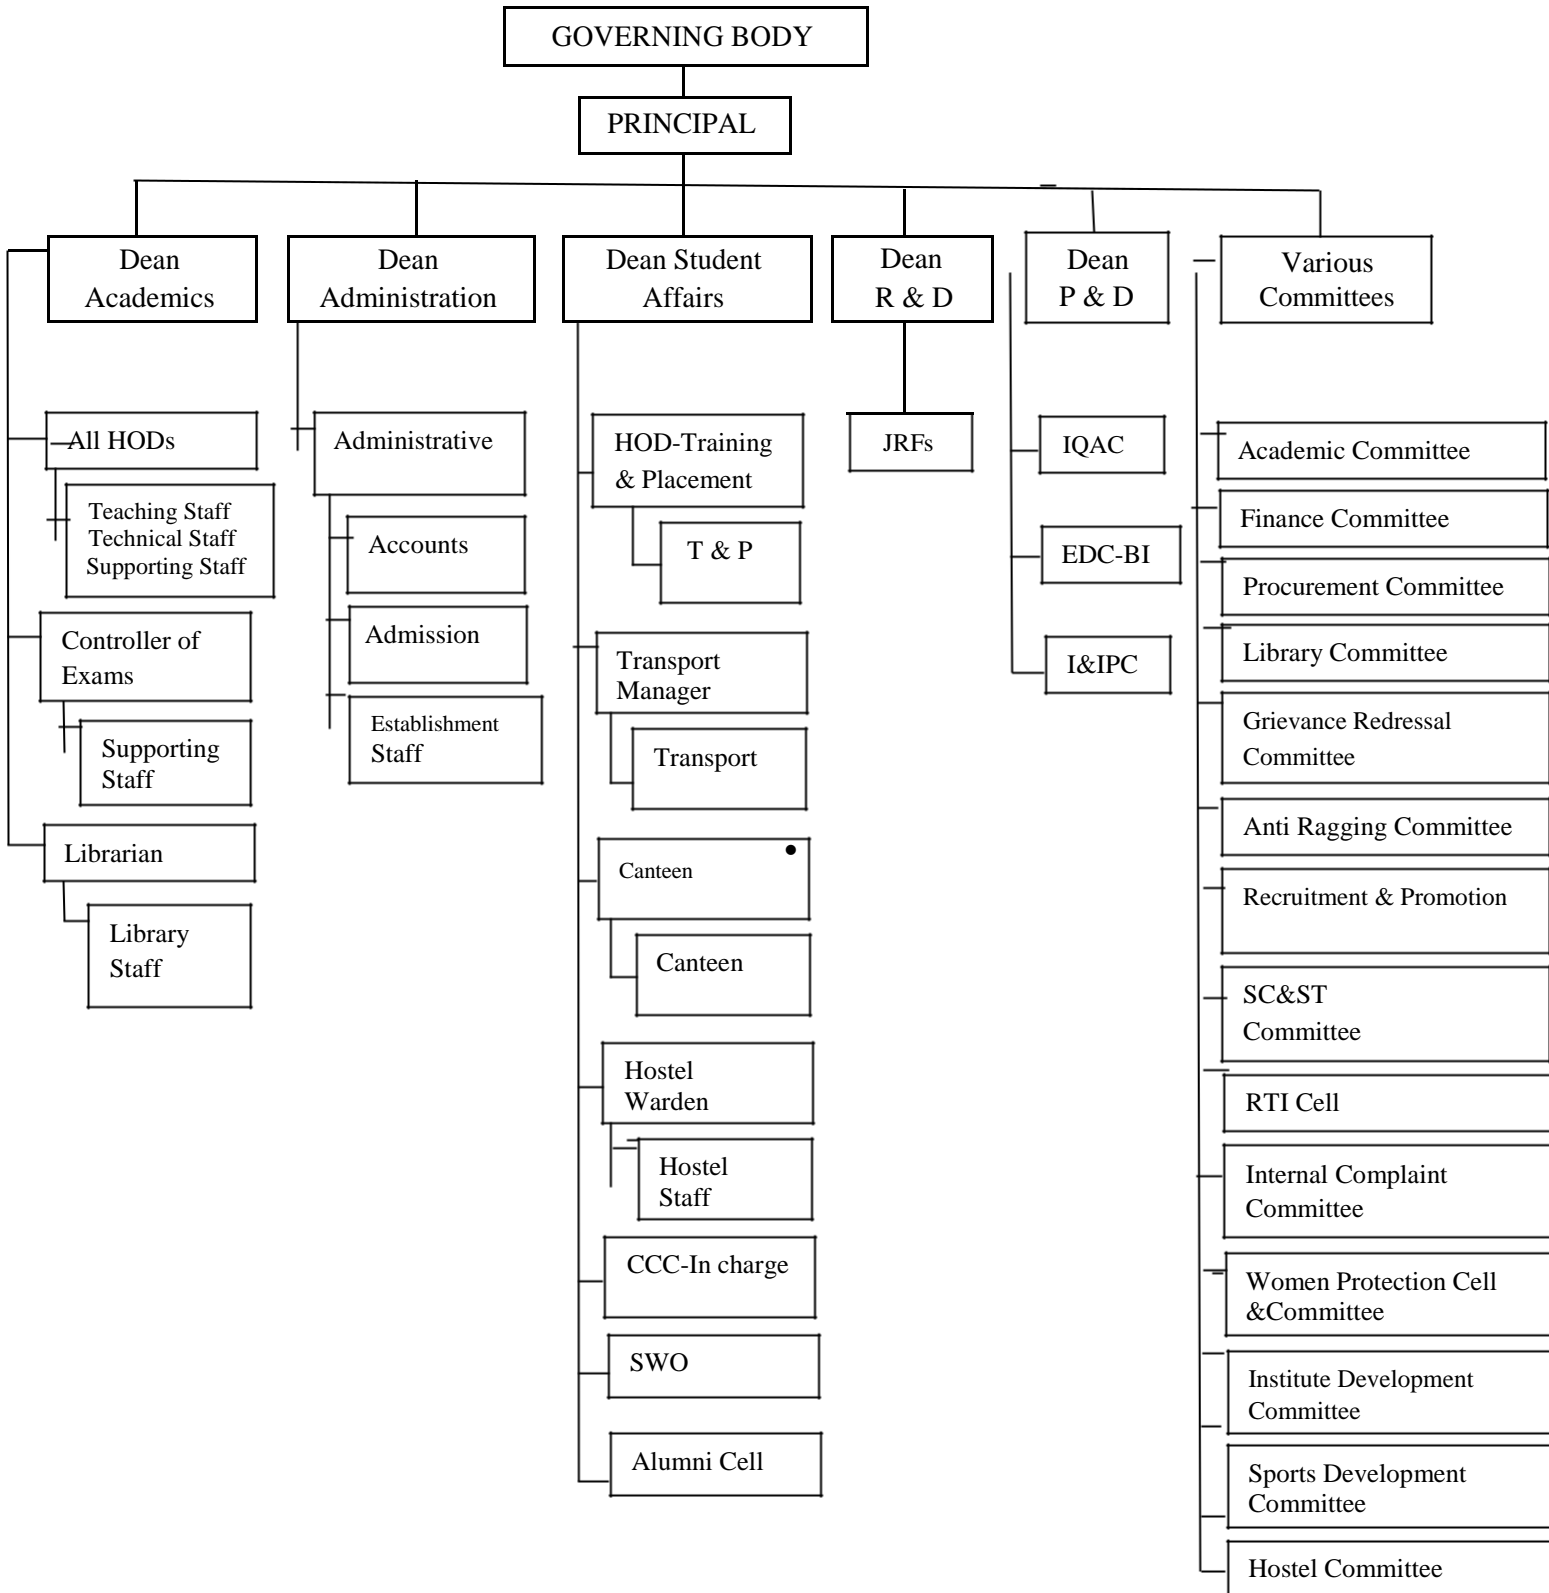 GOVERNING BODY
PRINCIPAL
Dean
Academics
Dean
Administration
Dean Student
Affairs
Dean
R & D
Dean
P & D
Various
Committees
All HODs
Teaching Staff
Technical Staff
Supporting Staff
Controller of
Exams
Supporting
Staff
Librarian
Library
Staff
Administrative
Accounts
Admission
Establishment
Staff
HOD-Training
& Placement
T & P
Transport
Manager
Transport
Canteen
Canteen
Hostel
Warden
Hostel
Staff
CCC-In charge
SWO
Alumni Cell
JRFs
IQAC
EDC-BI
I&IPC
Academic Committee
Finance Committee
Procurement Committee
Library Committee
Grievance Redressal
Committee
Anti Ragging Committee
Recruitment & Promotion
SC&ST
Committee
RTI Cell
Internal Complaint
Committee
Women Protection Cell
&Committee
Institute Development
Committee
Sports Development
Committee
Hostel Committee